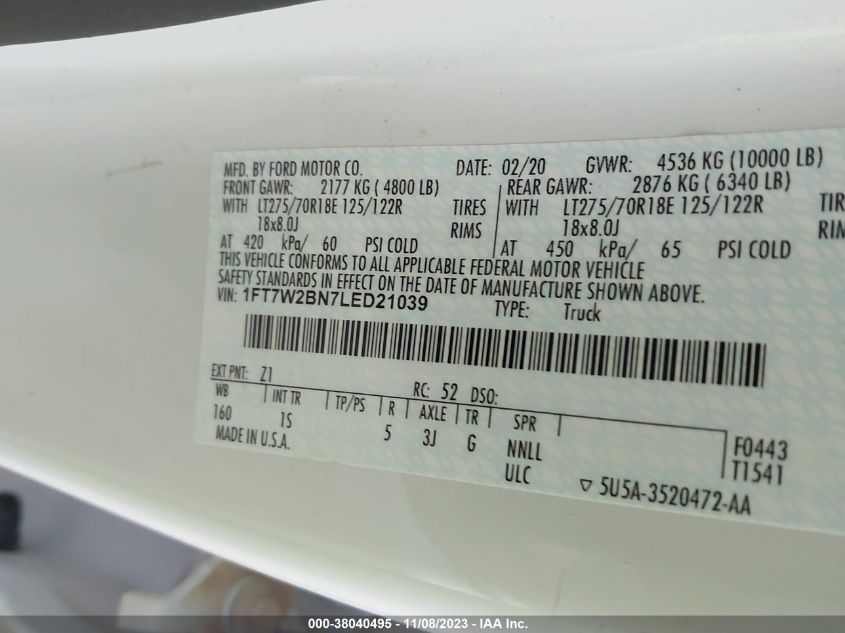 MFD. BY FORD MOTOR CO. DATE: 02/20 GVWR: 4536 KG (10000 LB)
FRONT GAWR: 2177 KG ( 4800 LB) REAR GAWR: 2876 KG ( 6340 LB)
WITH LT275/70R18E 125/122R TIRES WITH LT275/70R18E 125/122R TIR
18x8.0J RIMS 18x8.0J RIM
AT 420 kPa/ 60 PSI COLD AT 450 kPa/ 65 PSI COLD
THIS VEHICLE CONFORMS TO ALL APPLICABLE FEDERAL MOTOR VEHICLE
SAFETY STANDARDS IN EFFECT ON THE DATE OF MANUFACTURE SHOWN ABOVE.
VIN: 1FT7W2BN7LED21039 TYPE: Truck
EXT PNT: Z1 RC: 52 DSO:
WB INT TR TP/PS R AXLE TR SPR
160 1S 5 3J G NNLL F0443
MADE IN U.S.A. ULC T1541
5U5A-3520472-AA
000-38040495 - 11/08/2023 - IAA Inc.